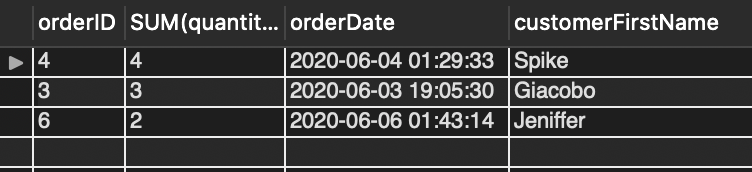 orderID SUM(quantit... orderDate customerFirstName
4 4 2020-06-04 01:29:33 Spike
3 3 2020-06-03 19:05:30 Giacobo
6 2 2020-06-06 01:43:14 Jeniffer